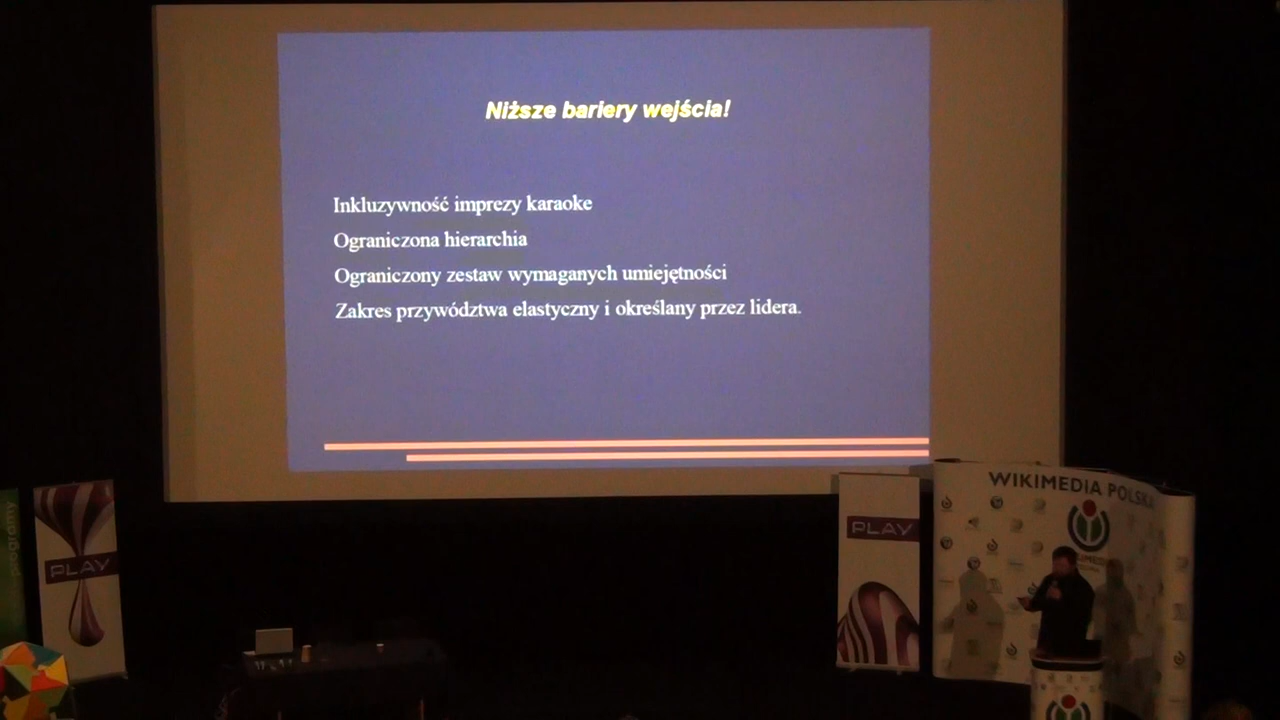 Niższe bariery wejścia!
Inkluzywność imprezy karaoke
Ograniczona hierarchia
Ograniczony zestaw wymaganych umiejętności
Zakres przywództwa elastyczny i określany przez lidera.
WIKIMEDIA POLSKA
PLAY
PLAY
programy